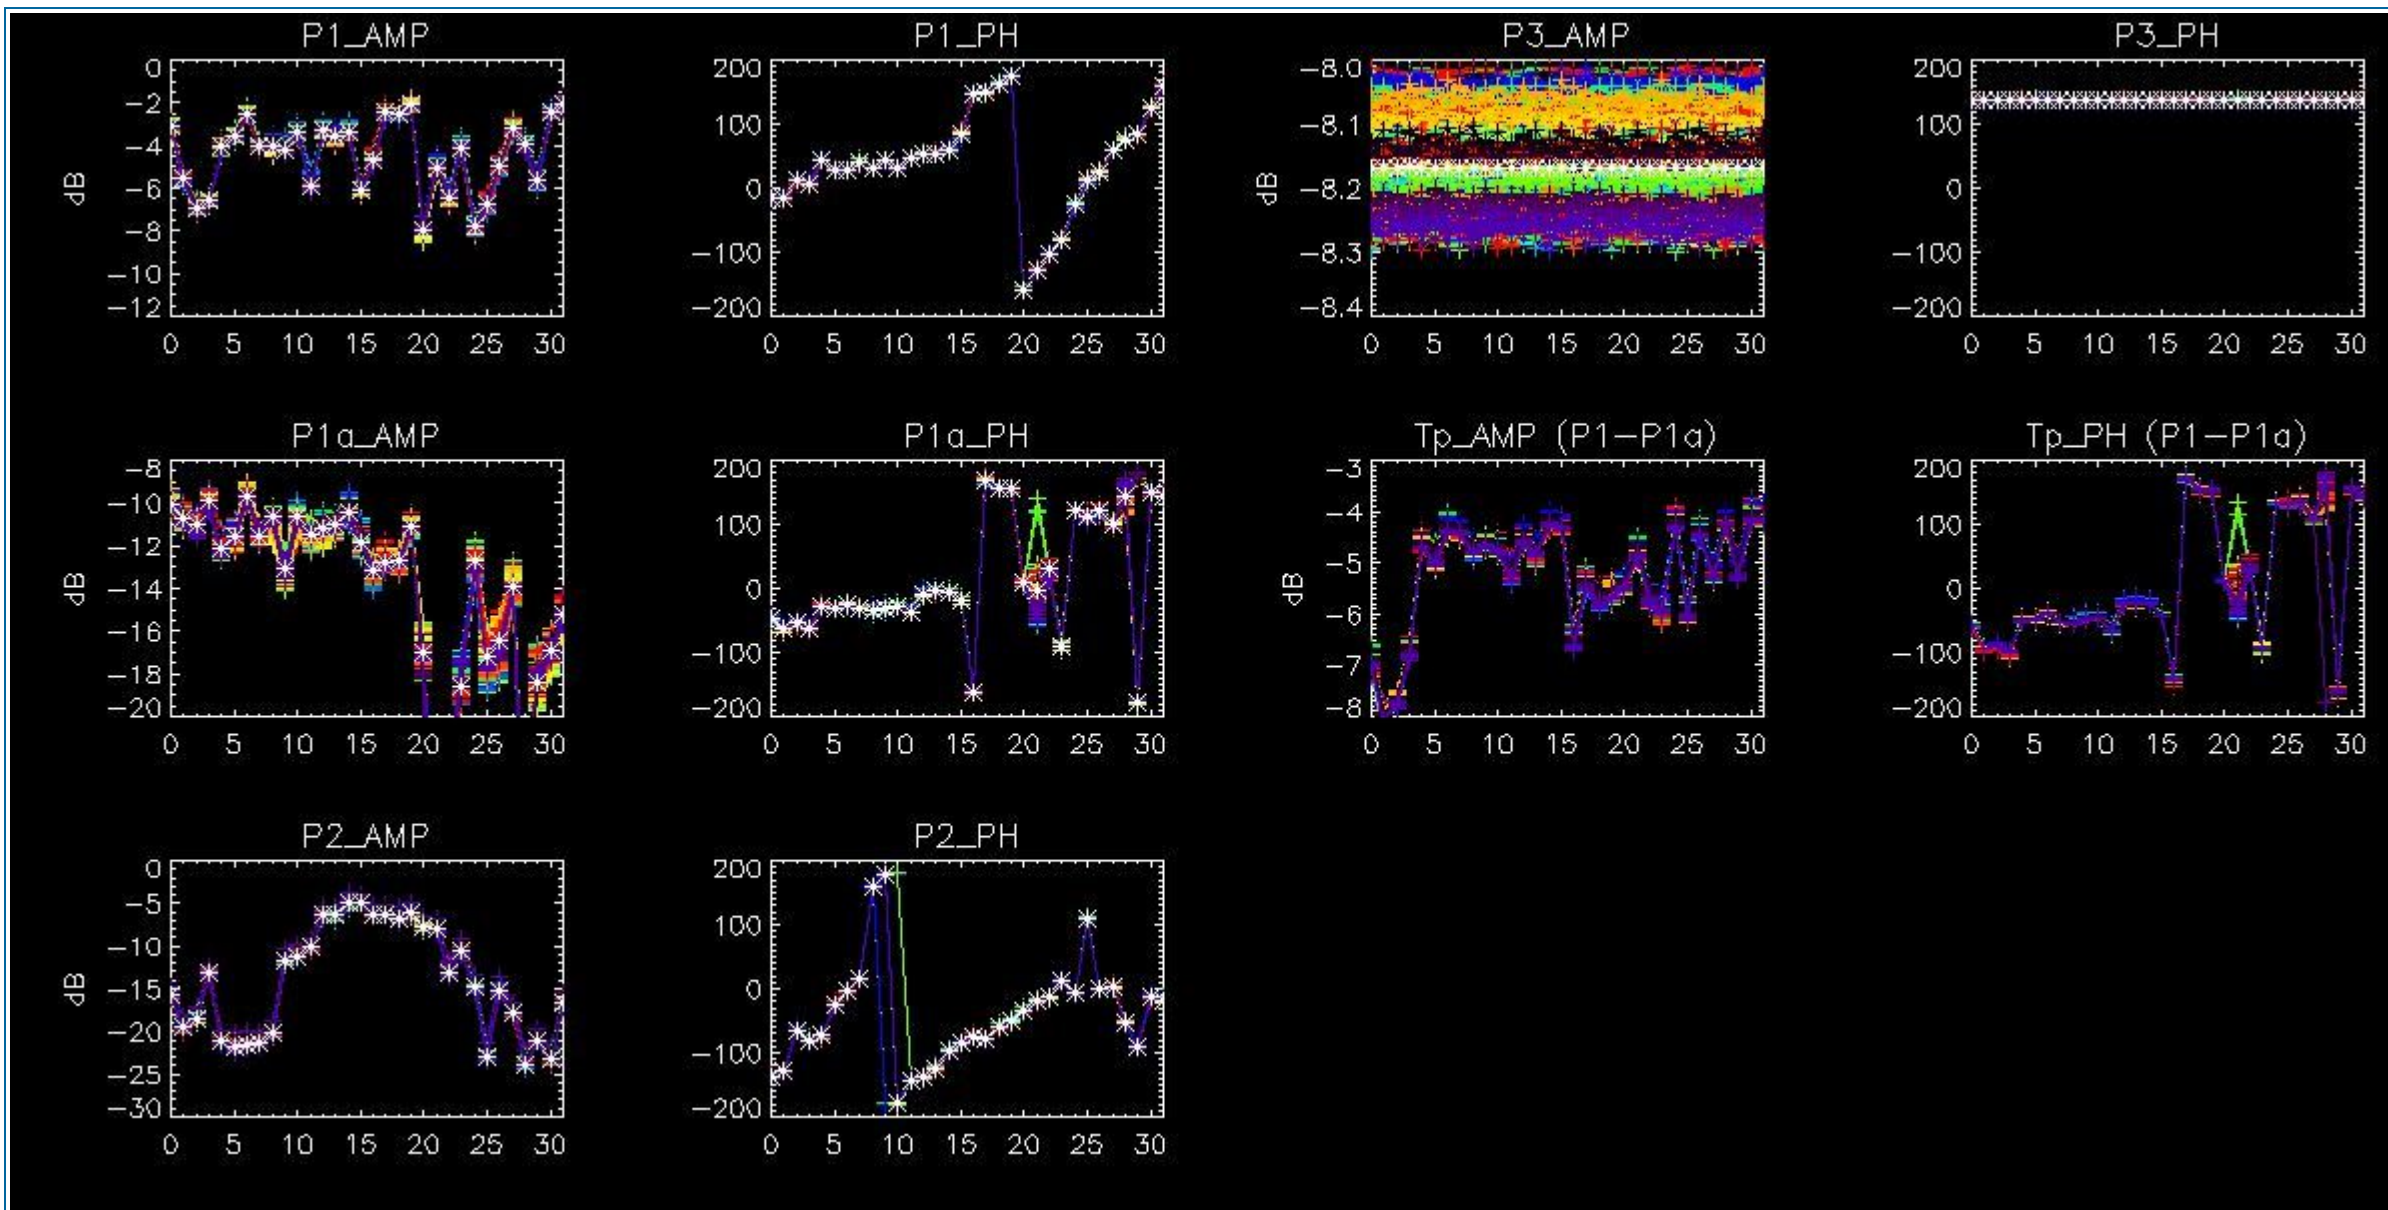 P1_AMP
P1_PH
P3_AMP
P3_PH
0
−2
−4
−6
−8
−10
−12
dB
0 5 10 15 20 25 30
200
100
0
−100
−200
0 5 10 15 20 25 30
−8.0
−8.1
−8.2
−8.3
−8.4
dB
0 5 10 15 20 25 30
200
100
0
−100
−200
0 5 10 15 20 25 30
P1a_AMP
P1a_PH
Tp_AMP (P1−P1a)
Tp_PH (P1−P1a)
−8
−10
−12
−14
−16
−18
−20
dB
0 5 10 15 20 25 30
200
100
0
−100
−200
0 5 10 15 20 25 30
−3
−4
−5
−6
−7
−8
dB
0 5 10 15 20 25 30
200
100
0
−100
−200
0 5 10 15 20 25 30
P2_AMP
P2_PH
0
−5
−10
−15
−20
−25
−30
dB
0 5 10 15 20 25 30
200
100
0
−100
−200
0 5 10 15 20 25 30